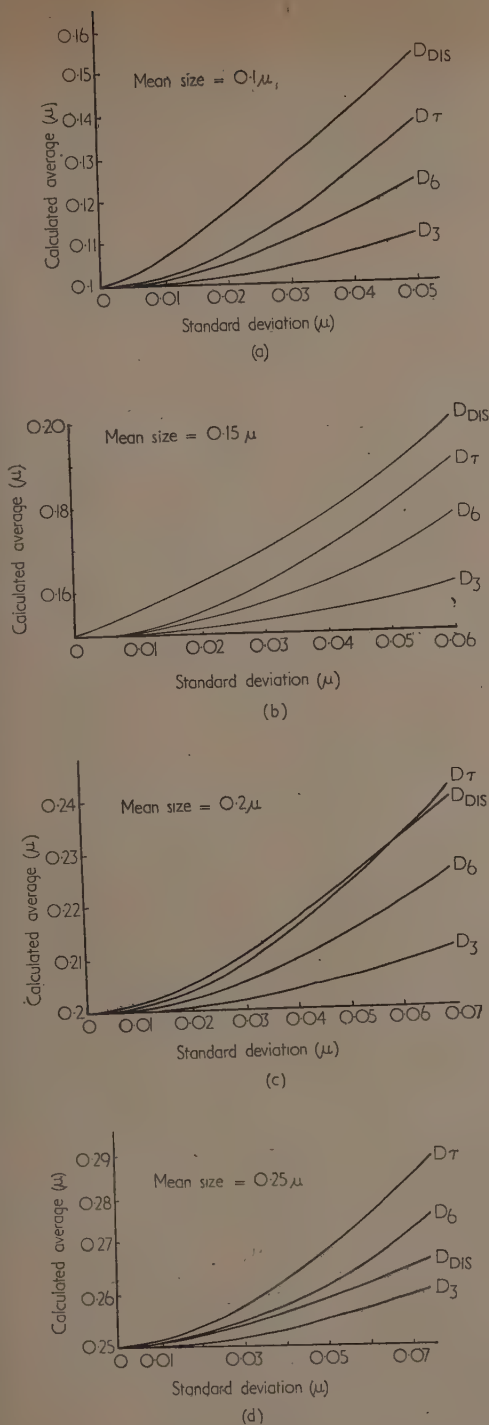 0·16
0·15
0·14
0·13
0·12
0·11
0·1
Calculated average (μ)
Mean size = 0·1μ
D_DIS
Dτ
D6
D3
0 0·01 0·02 0·03 0·04 0·05
Standard deviation (μ)
(a)
0·20
0·18
0·16
Calculated average (μ)
Mean size = 0·15 μ
D_DIS
Dτ
D6
D3
?
0 0·01 0·02 0·03 0·04 0·05 0·06
Standard deviation (μ)
(b)
0·24
0·23
0·22
0·21
0·2
Calculated average (μ)
Mean size = 0·2μ
Dτ
D_DIS
D6
D3
0 0·01 0·02 0·03 0·04 0·05 0·06 0·07
Standard deviation (μ)
(c)
0·29
0·28
0·27
0·26
0·25
Calculated average (μ)
Mean size = 0·25μ
Dτ
D6
D_DIS
D3
0 0·01 0·03 0·05 0·07
Standard deviation (μ)
(d)